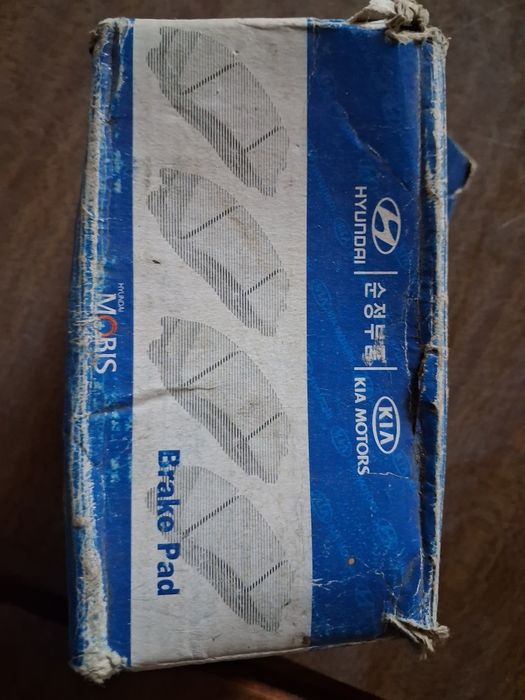 HYUNDAI | 순정부품 | KIA
KIA MOTORS
Brake Pad
HYUNDAI
MOBIS